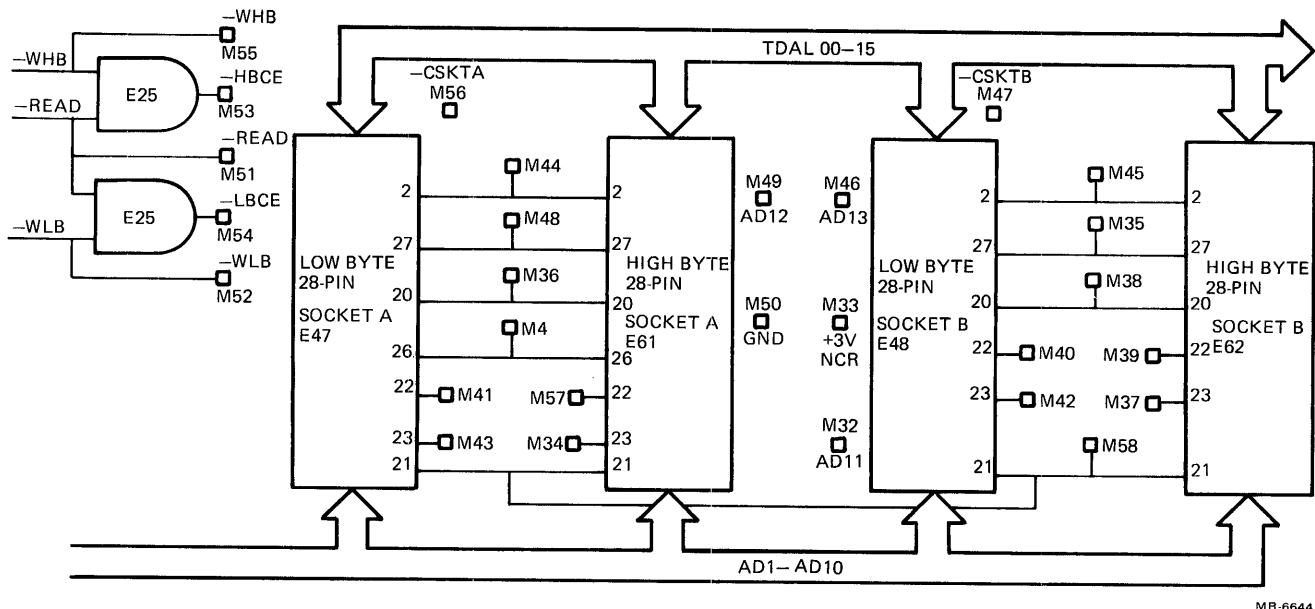 –WHB
M55
–WHB
–HBCE
E25
M53
–READ
–READ
M51
–LBCE
E25
M54
–WLB
–WLB
M52
TDAL 00–15
–CSKTA
M56
–CSKTB
M47
LOW BYTE
28-PIN
SOCKET A
E47
2
27
20
26
22
23
21
M44
M48
M36
M4
M41
M43
M57
M34
2
27
20
26
22
23
21
HIGH BYTE
28-PIN
SOCKET A
E61
M49
AD12
M46
AD13
M50
GND
M33
+3V
NCR
M32
AD11
LOW BYTE
28-PIN
SOCKET B
E48
2
27
20
22
23
21
M45
M35
M38
M40
M39
M42
M37
M58
2
27
20
22
23
21
HIGH BYTE
28-PIN
SOCKET B
E62
AD1–AD10
MR-6644